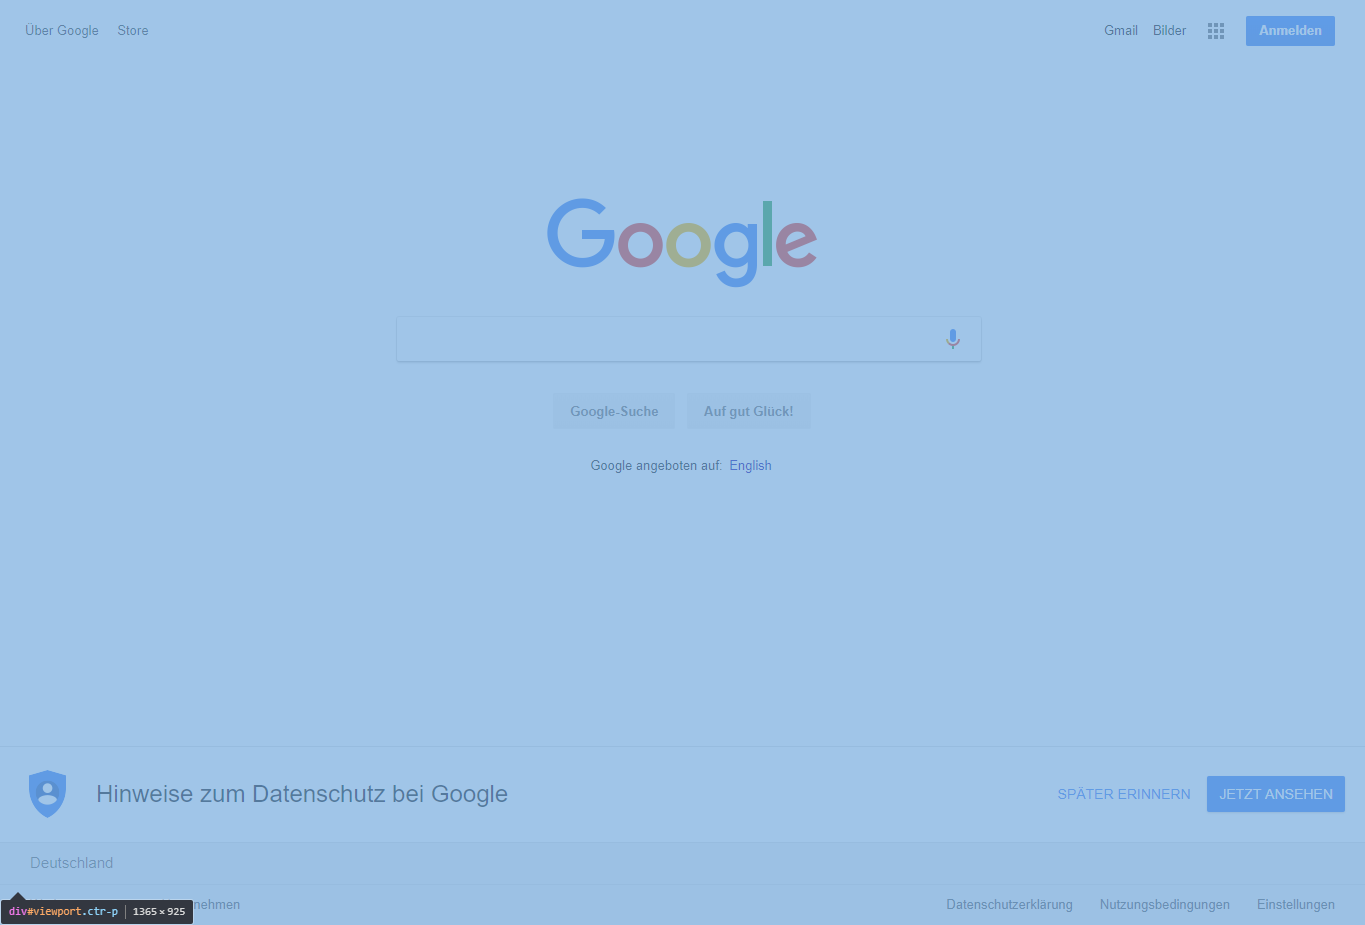 Über Google Store Gmail Bilder Anmelden
Google
Google-Suche Auf gut Glück!
Google angeboten auf: English
Hinweise zum Datenschutz bei Google SPÄTER ERINNERN JETZT ANSEHEN
Deutschland
div#viewport.ctr-p | 1365 × 925
Datenschutzerklärung Nutzungsbedingungen Einstellungen